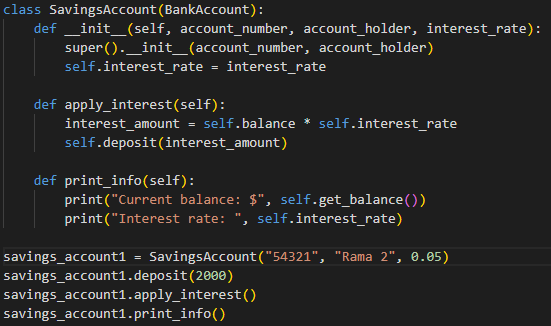 class SavingsAccount(BankAccount):
    def __init__(self, account_number, account_holder, interest_rate):
        super().__init__(account_number, account_holder)
        self.interest_rate = interest_rate

    def apply_interest(self):
        interest_amount = self.balance * self.interest_rate
        self.deposit(interest_amount)

    def print_info(self):
        print("Current balance: $", self.get_balance())
        print("Interest rate: ", self.interest_rate)

savings_account1 = SavingsAccount("54321", "Rama 2", 0.05)
savings_account1.deposit(2000)
savings_account1.apply_interest()
savings_account1.print_info()